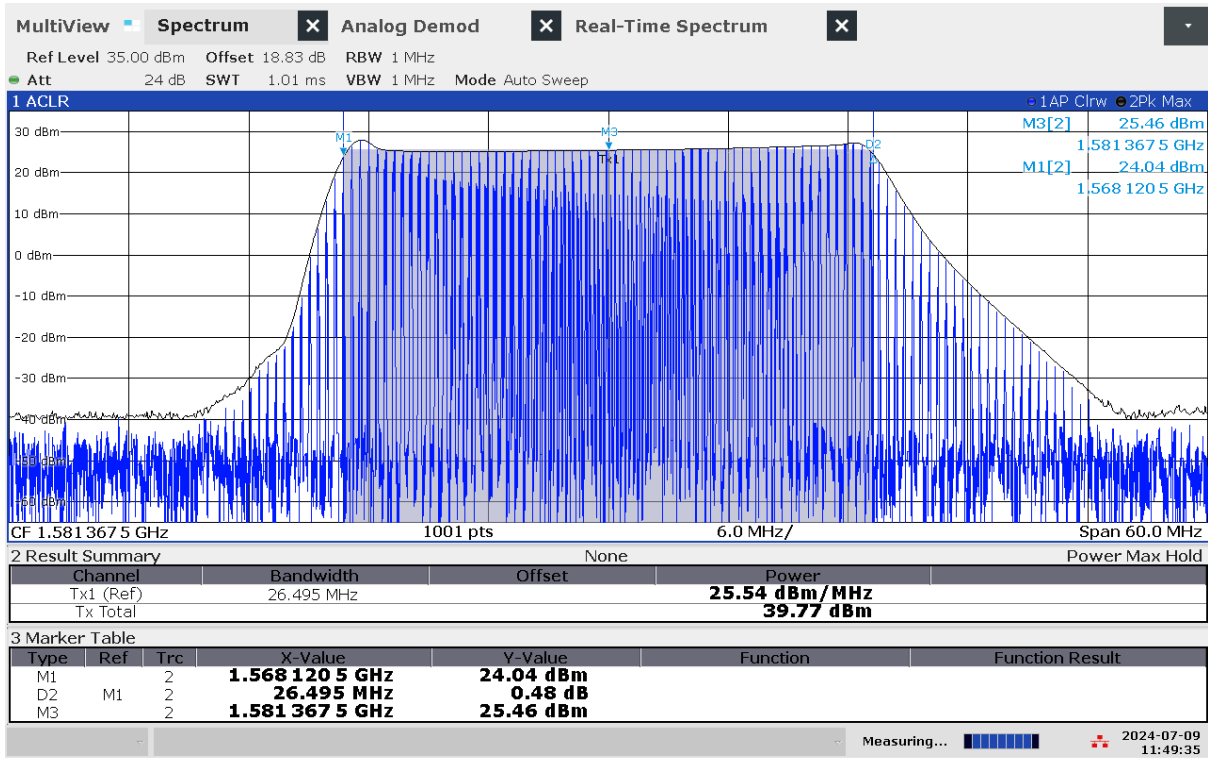 MultiView Spectrum X Analog Demod X Real-Time Spectrum X
Ref Level 35.00 dBm Offset 18.83 dB RBW 1 MHz
Att 24 dB SWT 1.01 ms VBW 1 MHz Mode Auto Sweep
1 ACLR 1AP Clrw 2Pk Max
M3[2] 25.46 dBm
1.581 367 5 GHz
M1[2] 24.04 dBm
1.568 120 5 GHz
30 dBm
M1
M3
D2
Tx1
20 dBm
10 dBm
0 dBm
-10 dBm
-20 dBm
-30 dBm
-40 dBm
-50 dBm
-60 dBm
CF 1.581 367 5 GHz 1001 pts 6.0 MHz/ Span 60.0 MHz
2 Result Summary None Power Max Hold
Channel Bandwidth Offset Power
Tx1 (Ref) 26.495 MHz 25.54 dBm/MHz
Tx Total 39.77 dBm
3 Marker Table
Type Ref Trc X-Value Y-Value Function Function Result
M1 2 1.568 120 5 GHz 24.04 dBm
D2 M1 2 26.495 MHz 0.48 dB
M3 2 1.581 367 5 GHz 25.46 dBm
Measuring... 2024-07-09
11:49:35